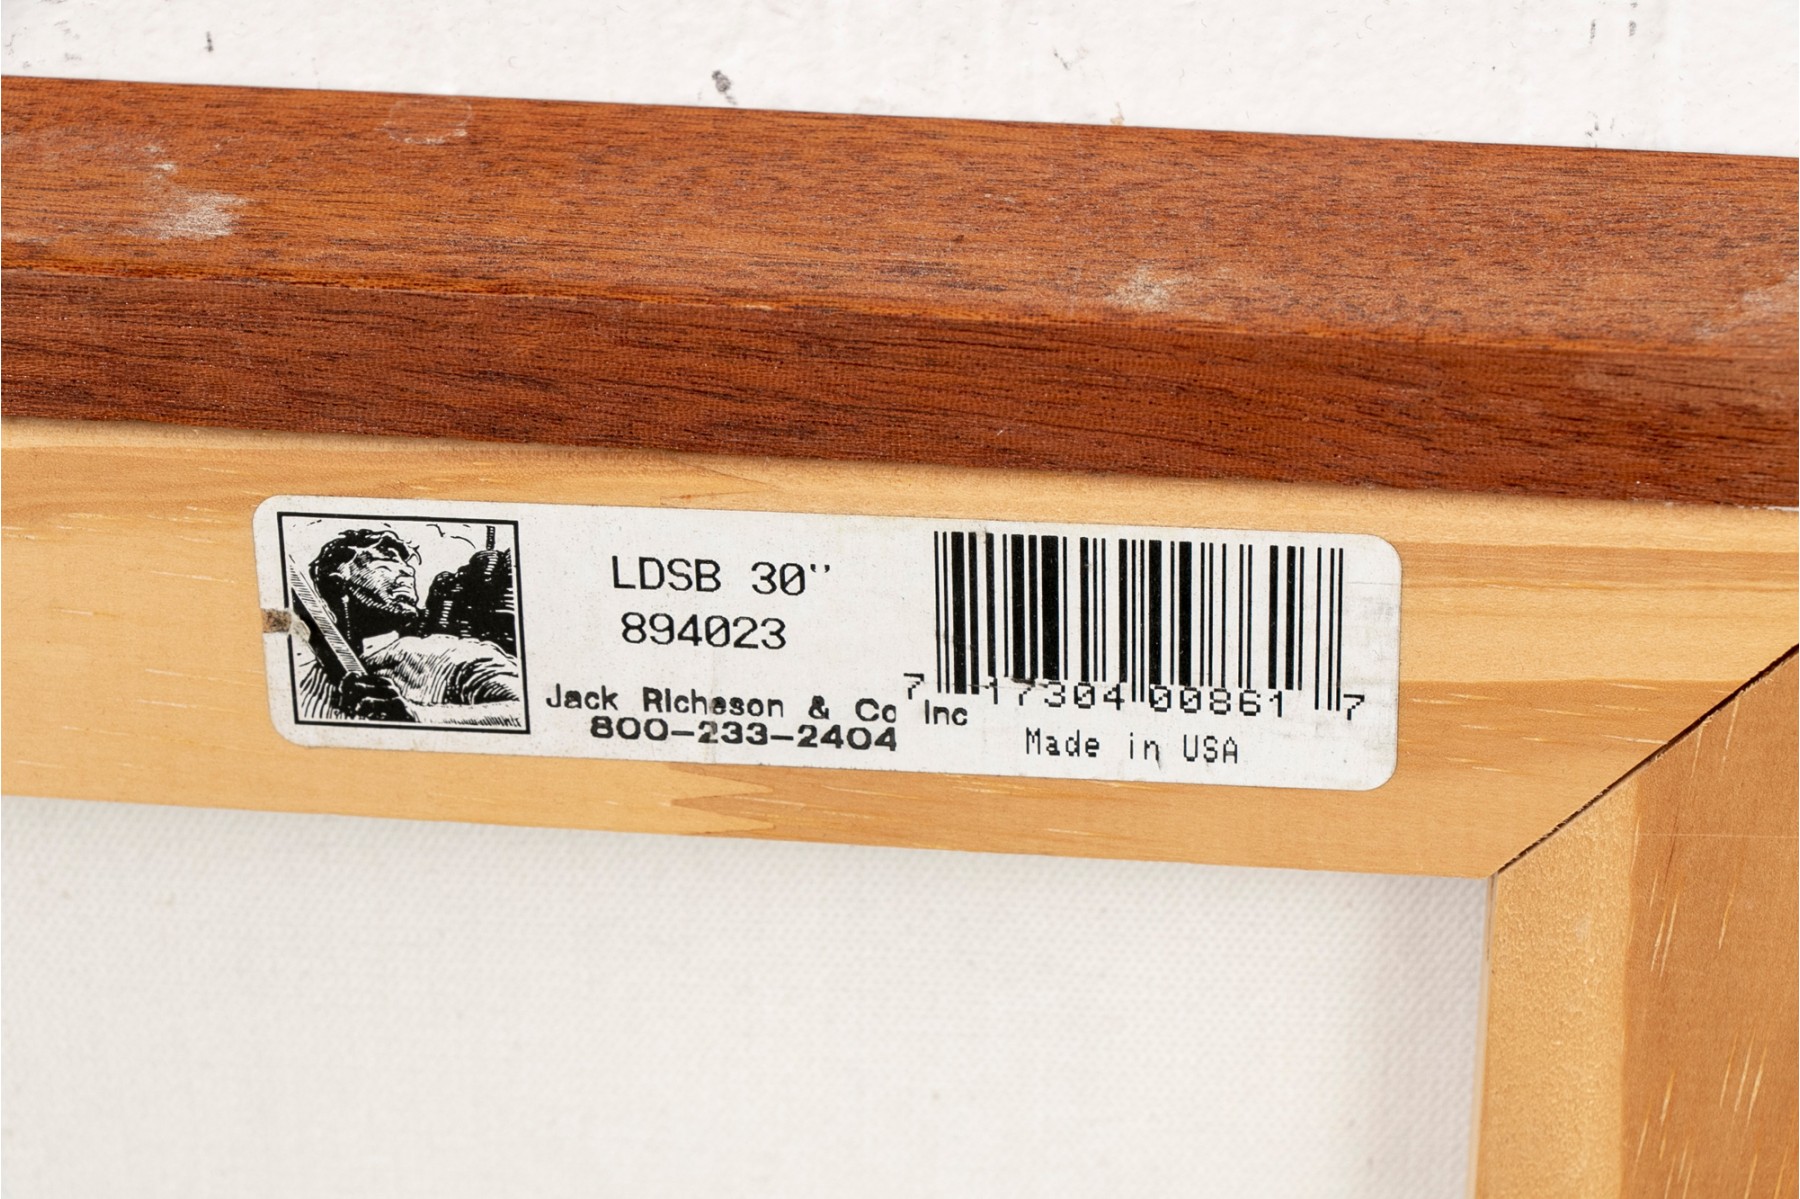 LDSB 30"
894023
Jack Richeson & Co Inc
800-233-2404
7 17304 00861 7
Made in USA